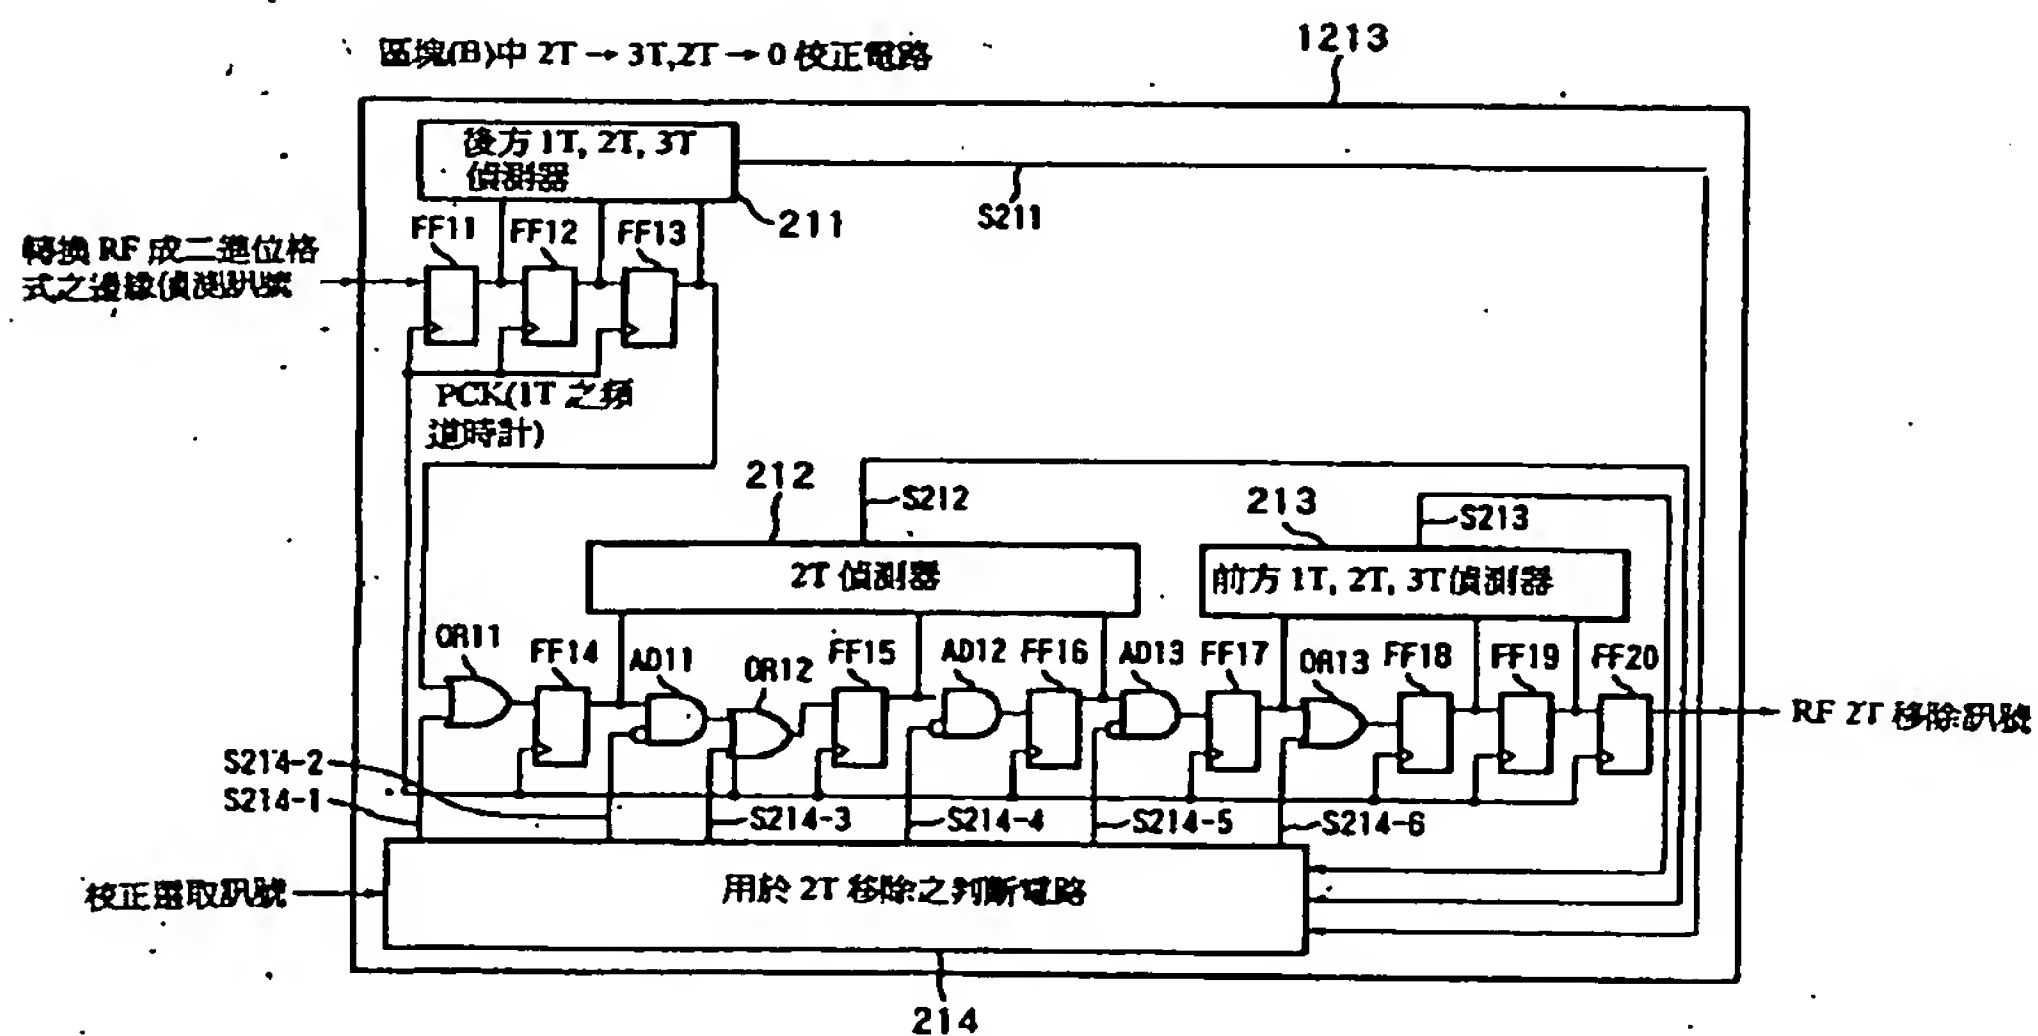 區塊(B)中 2T → 3T,2T → 0 校正電路
1213
後方 1T, 2T, 3T
偵測器
211
S211
FF11
FF12
FF13
轉換 RF 成二進位格
式之邊緣偵測訊號
PCK(1T 之頻
道時計)
212
S212
213
S213
2T 偵測器
前方 1T, 2T, 3T 偵測器
OR11
FF14
AD11
OR12
FF15
AD12
FF16
AD13
FF17
OR13
FF18
FF19
FF20
RF 2T 移除訊號
S214-2
S214-1
S214-3
S214-4
S214-5
S214-6
校正選取訊號
用於 2T 移除之判斷電路
214